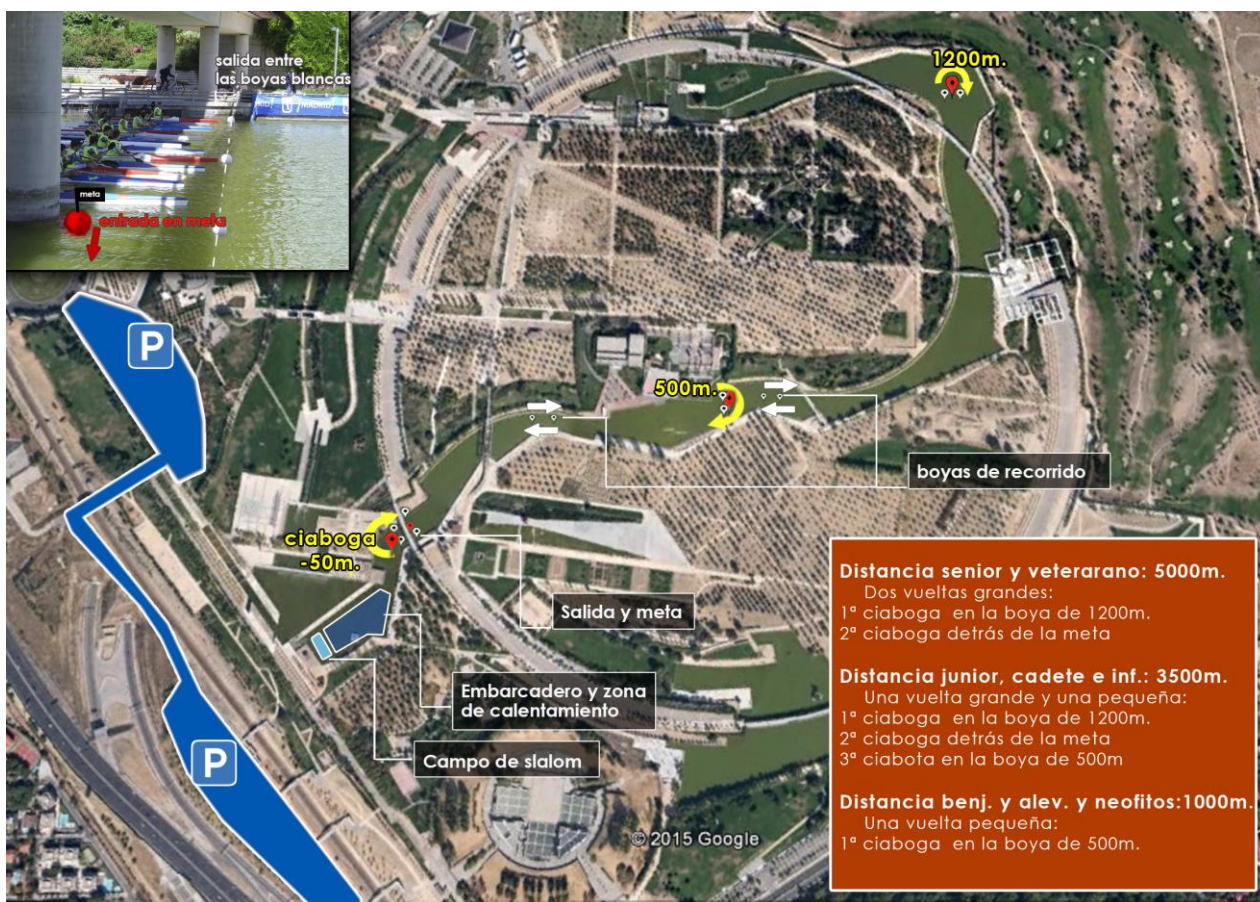 salida entre
las boyas blancas
MADRID
meta
entrada en meta
1200m.
P
500m.
boyas de recorrido
ciaboga
-50m.
Salida y meta
Embarcadero y zona
de calentamiento
P
Campo de slalom
© 2015 Google
Distancia senior y veterarano: 5000m.
Dos vueltas grandes:
1ª ciaboga en la boya de 1200m.
2ª ciaboga detrás de la meta
Distancia junior, cadete e inf.: 3500m.
Una vuelta grande y una pequeña:
1ª ciaboga en la boya de 1200m.
2ª ciaboga detrás de la meta
3ª ciabota en la boya de 500m
Distancia benj. y alev. y neofitos:1000m.
Una vuelta pequeña:
1ª ciaboga en la boya de 500m.